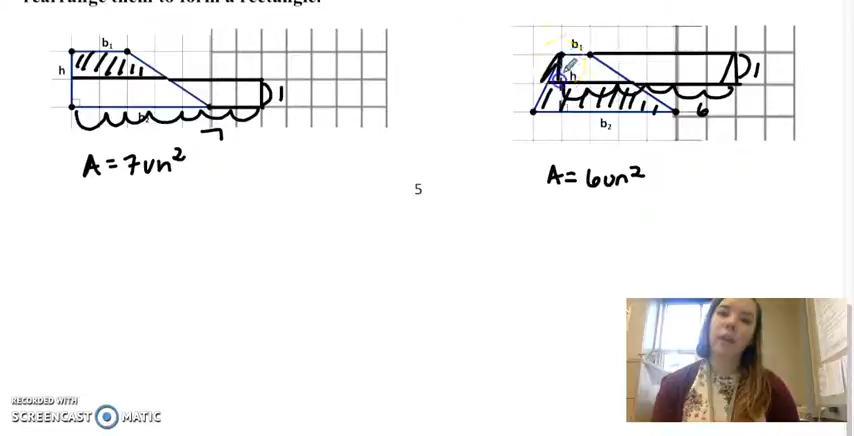 rearrange them to form a rectangle.
b₁
h
1
b₂
7
A = 7un²
b₁
h
1
6
b₂
A = 6un²
5
RECORDED WITH
SCREENCAST MATIC